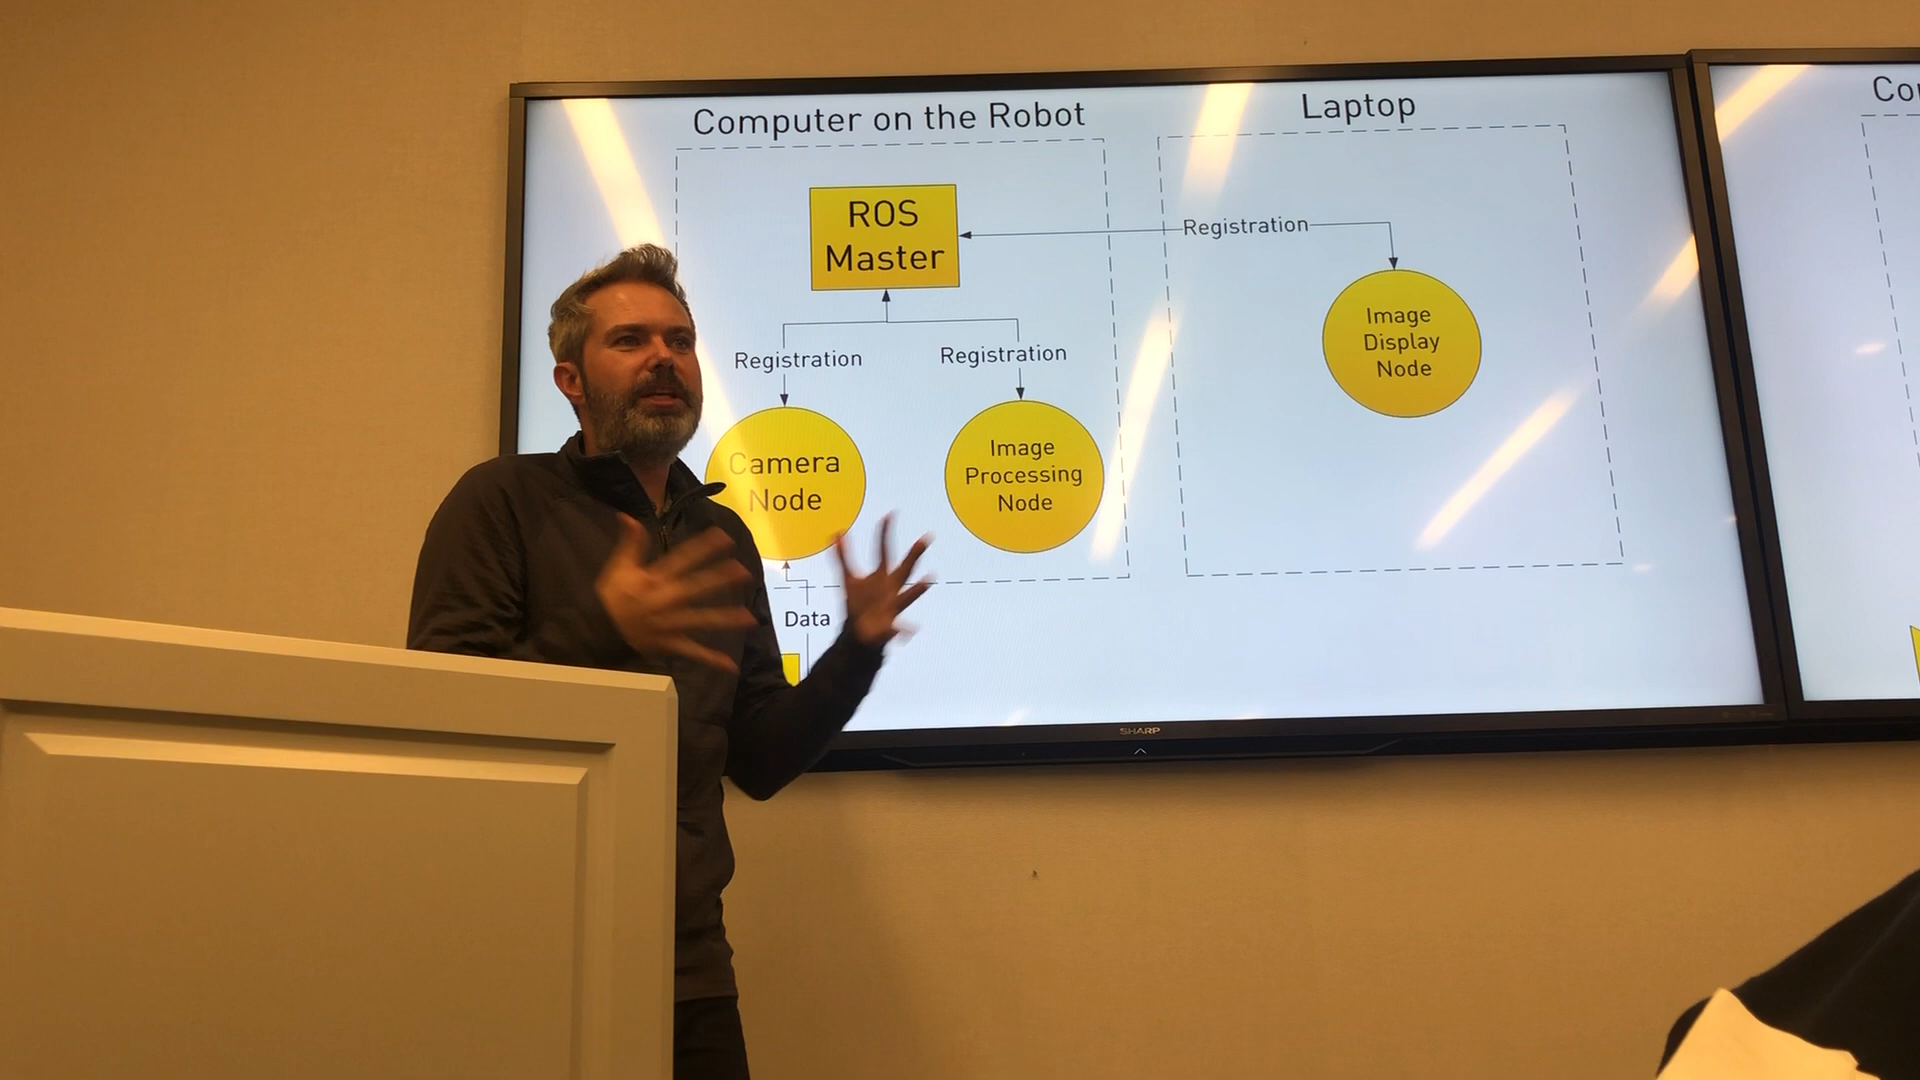 Computer on the Robot
Laptop
ROS
Master
Registration
Registration
Registration
Image
Display
Node
Camera
Node
Image
Processing
Node
Data
SHARP